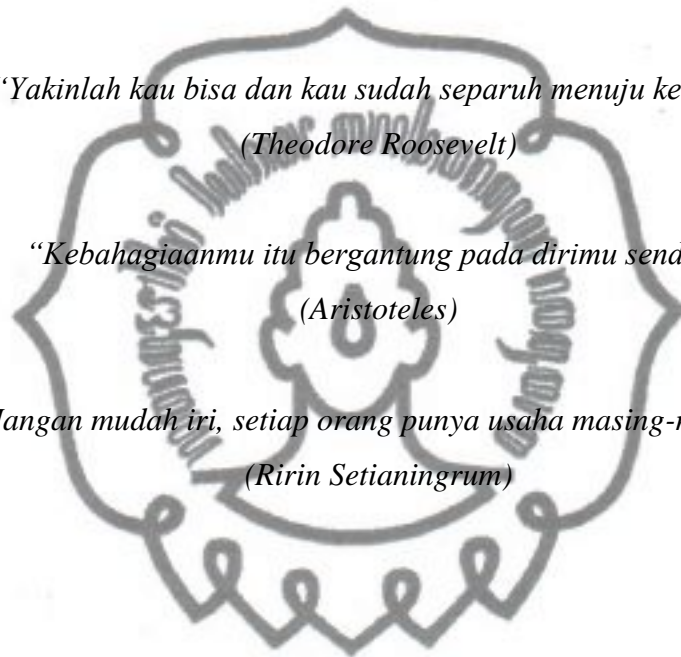 “Yakinlah kau bisa dan kau sudah separuh menuju ke
(Theodore Roosevelt)
“Kebahagiaanmu itu bergantung pada dirimu send
(Aristoteles)
Jangan mudah iri, setiap orang punya usaha masing-
(Ririn Setianingrum)